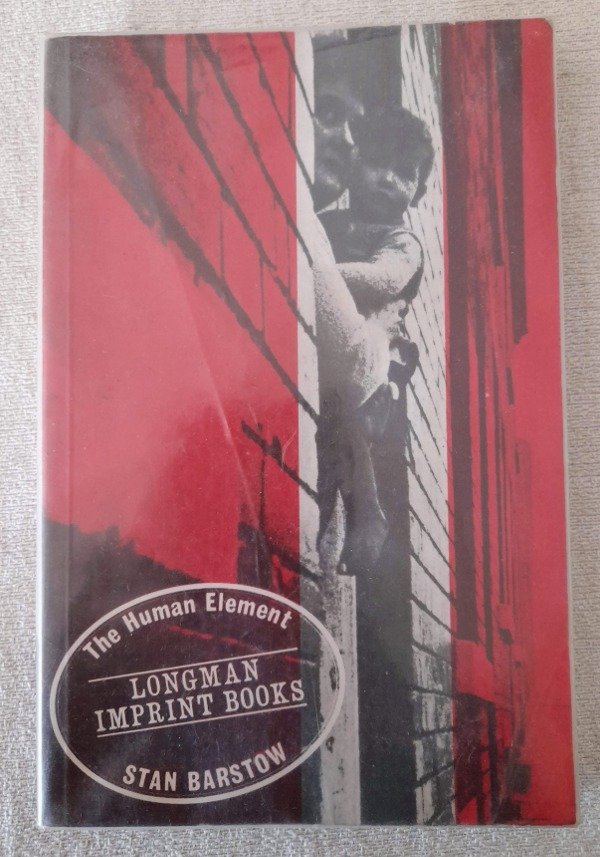 The Human Element
LONGMAN
IMPRINT BOOKS
STAN BARSTOW